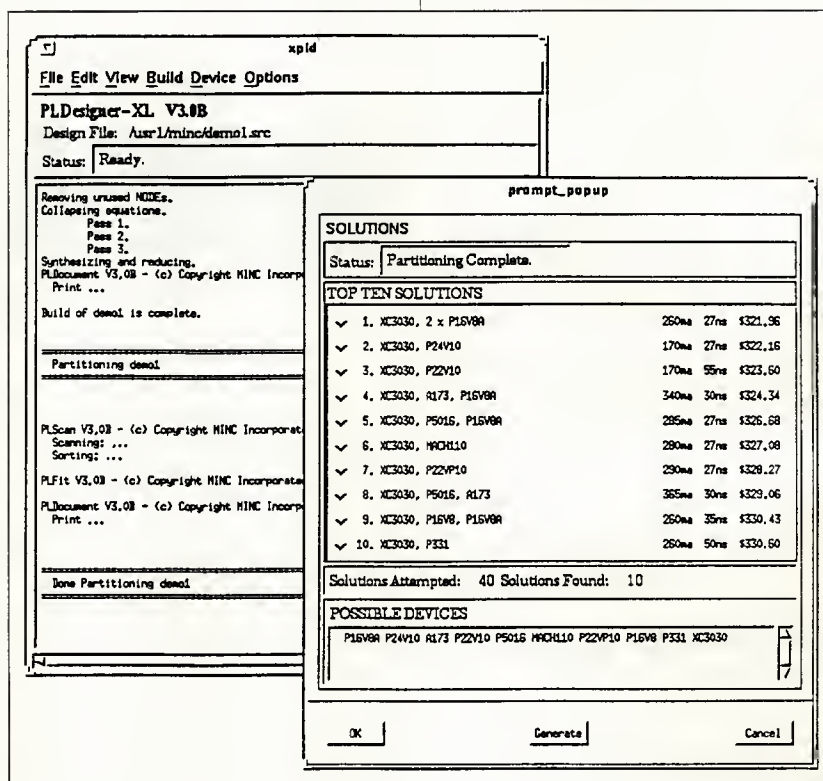 xpld
File Edit View Build Device Options
PLDesigner-XL V3.0B
Design File: /usr1/minc/demo1.src
Status: Ready.
Removing unused NODEs.
Collapsing equations.
Pass 1.
Pass 2.
Pass 3.
Synthesizing and reducing.
PLDocument V3.0B - (c) Copyright MINC Incorp
Print ...
Build of demo1 is complete.
Partitioning demo1
PLScan V3.0B - (c) Copyright MINC Incorporat
Scanning: ...
Sorting: ...
PLFit V3.0B - (c) Copyright MINC Incorporate
PLDocument V3.0B - (c) Copyright MINC Incorp
Print ...
Done Partitioning demo1
prompt_popup
SOLUTIONS
Status: Partitioning Complete.
TOP TEN SOLUTIONS
1. XC3030, 2 x P16V8A 260ma 27ns $321.96
2. XC3030, P24V10 170ma 27ns $322.16
3. XC3030, P22V10 170ma 55ns $323.60
4. XC3030, A173, P16V8A 340ma 30ns $324.34
5. XC3030, P5016, P16V8A 285ma 27ns $326.68
6. XC3030, MACH110 280ma 27ns $327.08
7. XC3030, P22VP10 290ma 27ns $328.27
8. XC3030, P5016, A173 365ma 30ns $329.06
9. XC3030, P16V8, P16V8A 260ma 35ns $330.43
10. XC3030, P331 260ma 50ns $330.60
Solutions Attempted: 40 Solutions Found: 10
POSSIBLE DEVICES
P16V8A P24V10 A173 P22V10 P5016 MACH110 P22VP10 P16V8 P331 XC3030
OK Generate Cancel